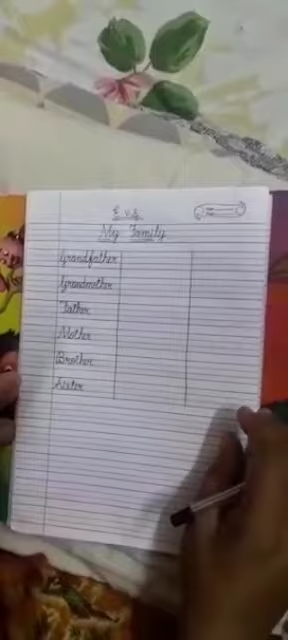 E.V.S.
My Family
Grandfather
Grandmother
Father
Mother
Brother
Sister